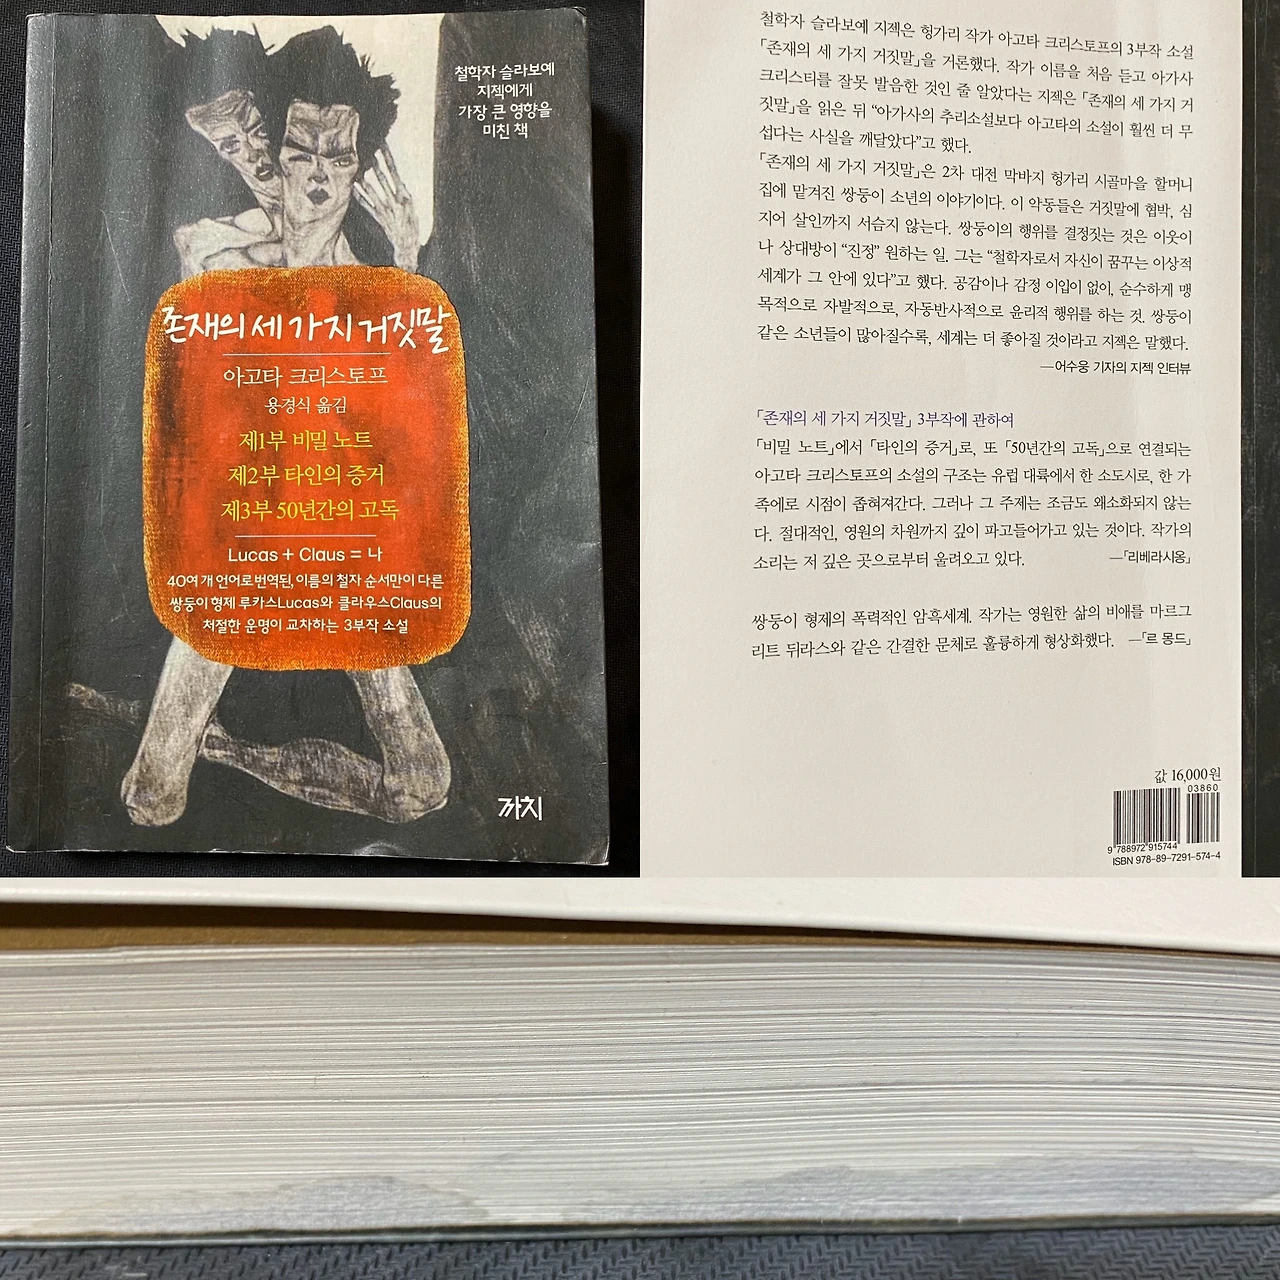 철학자 슬라보예
지젝에게
가장 큰 영향을
미친 책
존재의 세 가지 거짓말
아고타 크리스토프
용경식 옮김
제1부 비밀 노트
제2부 타인의 증거
제3부 50년간의 고독
Lucas + Claus = 나
40여 개 언어로 번역된, 이름의 철자 순서만이 다른
쌍둥이 형제 루카스Lucas와 클라우스Claus의
처절한 운명이 교차하는 3부작 소설
까치
철학자 슬라보예 지젝은 헝가리 작가 아고타 크리스토프의 3부작 소설
「존재의 세 가지 거짓말」을 거론했다. 작가 이름을 처음 듣고 아가사
크리스티를 잘못 발음한 것인 줄 알았다는 지젝은 「존재의 세 가지 거
짓말」을 읽은 뒤 “아가사의 추리소설보다 아고타의 소설이 훨씬 더 무
섭다는 사실을 깨달았다”고 했다.
「존재의 세 가지 거짓말」은 2차 대전 막바지 헝가리 시골마을 할머니
집에 맡겨진 쌍둥이 소년의 이야기이다. 이 악동들은 거짓말에 협박, 심
지어 살인까지 서슴지 않는다. 쌍둥이의 행위를 결정짓는 것은 이웃이
나 상대방이 “진정” 원하는 일. 그는 “철학자로서 자신이 꿈꾸는 이상적
세계가 그 안에 있다”고 했다. 공감이나 감정 이입이 없이, 순수하게 맹
목적으로 자발적으로, 자동반사적으로 윤리적 행위를 하는 것. 쌍둥이
같은 소년들이 많아질수록, 세계는 더 좋아질 것이라고 지젝은 말했다.
—어수웅 기자의 지젝 인터뷰
「존재의 세 가지 거짓말」 3부작에 관하여
「비밀 노트」에서 「타인의 증거」로, 또 「50년간의 고독」으로 연결되는
아고타 크리스토프의 소설의 구조는 유럽 대륙에서 한 소도시로, 한 가
족에로 시점이 좁혀져간다. 그러나 그 주제는 조금도 왜소화되지 않는
다. 절대적인, 영원의 차원까지 깊이 파고들어가고 있는 것이다. 작가의
소리는 저 깊은 곳으로부터 울려오고 있다. —「리베라시옹」
쌍둥이 형제의 폭력적인 암흑세계. 작가는 영원한 삶의 비애를 마르그
리트 뒤라스와 같은 간결한 문체로 훌륭하게 형상화했다. —「르 몽드」
값 16,000원
03860
9 788972 915744
ISBN 978-89-7291-574-4